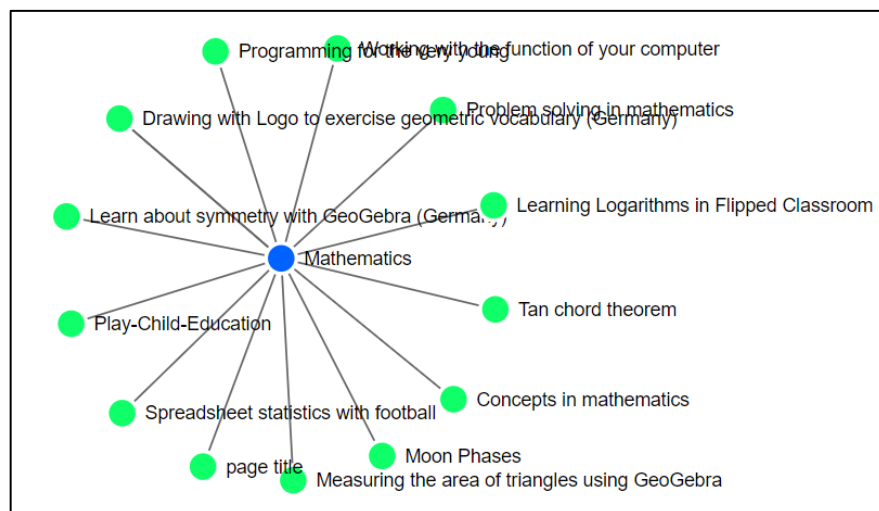 Programming for the very young
Working with the function of your computer
Problem solving in mathematics
Drawing with Logo to exercise geometric vocabulary (Germany)
Learning Logarithms in Flipped Classroom
Learn about symmetry with GeoGebra (Germany)
Mathematics
Tan chord theorem
Play-Child-Education
Concepts in mathematics
Spreadsheet statistics with football
Moon Phases
page title
Measuring the area of triangles using GeoGebra